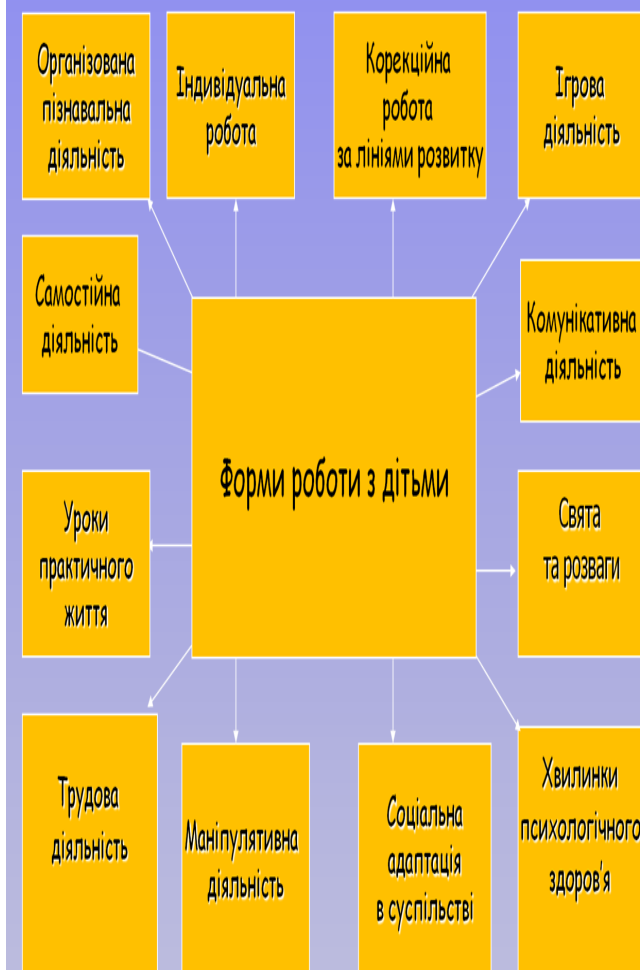 Організована
пізнавальна
діяльність
Індивідуальна
робота
Корекційна
робота
за лініями розвитку
Ігрова
діяльність
Самостійна
діяльність
Комунікативна
діяльність
Форми роботи з дітьми
Уроки
практичного
життя
Свята
та розваги
Трудова
діяльність
Маніпулятивна
діяльність
Соціальна
адаптація
в суспільстві
Хвилинки
психологічного
здоров'я